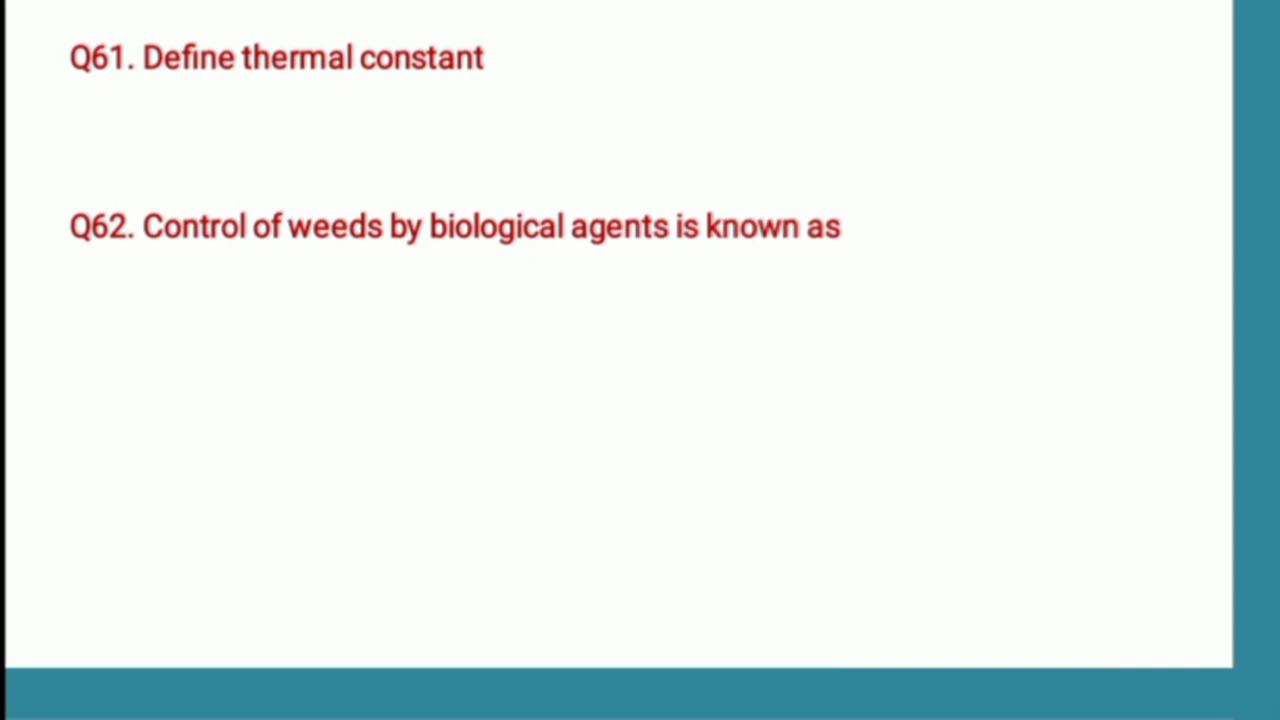 Q61. Define thermal constant
Q62. Control of weeds by biological agents is known as